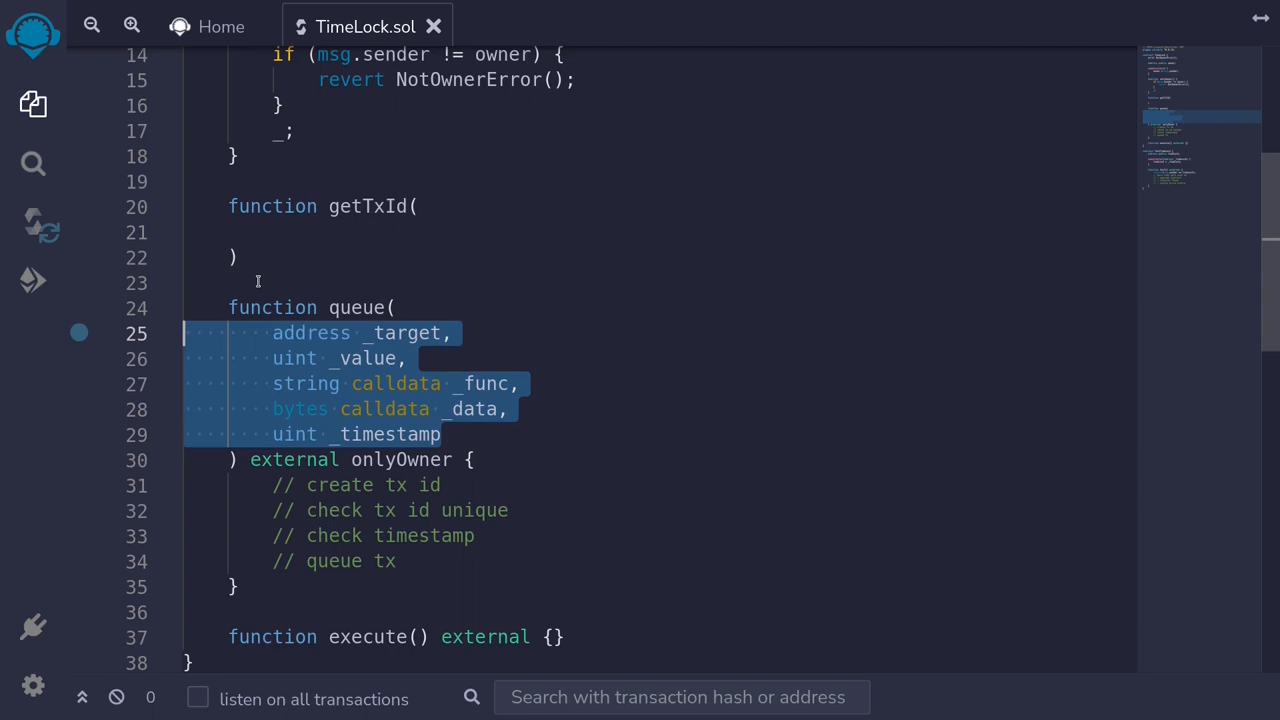 Home
TimeLock.sol
14 if (msg.sender != owner) {
15 revert NotOwnerError();
16 }
17 _;
18 }
19
20 function getTxId(
21
22 )
23
24 function queue(
25 address _target,
26 uint _value,
27 string calldata _func,
28 bytes calldata _data,
29 uint _timestamp
30 ) external onlyOwner {
31 // create tx id
32 // check tx id unique
33 // check timestamp
34 // queue tx
35 }
36
37 function execute() external {}
38 }
0 listen on all transactions Search with transaction hash or address